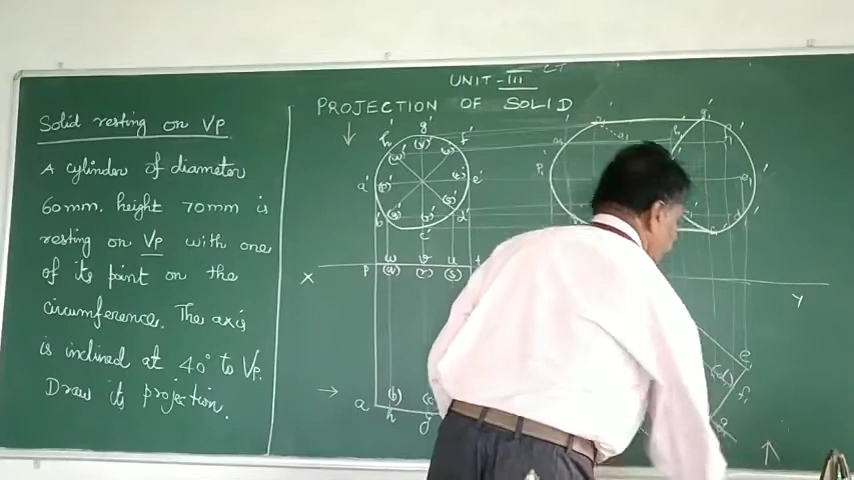 UNIT-III
PROJECTION OF SOLID
Solid resting on VP
A cylinder of diameter
60mm. height 70mm is
resting on VP with one
of its point on the
circumference. The axis
is inclined at 40° to VP.
Draw its projection.
h' g' f'
a' e'
b' d'
c'
X p w v u t Y
(q) (r) (s)
a (b)
h g